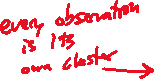 every observation
is its
own cluster